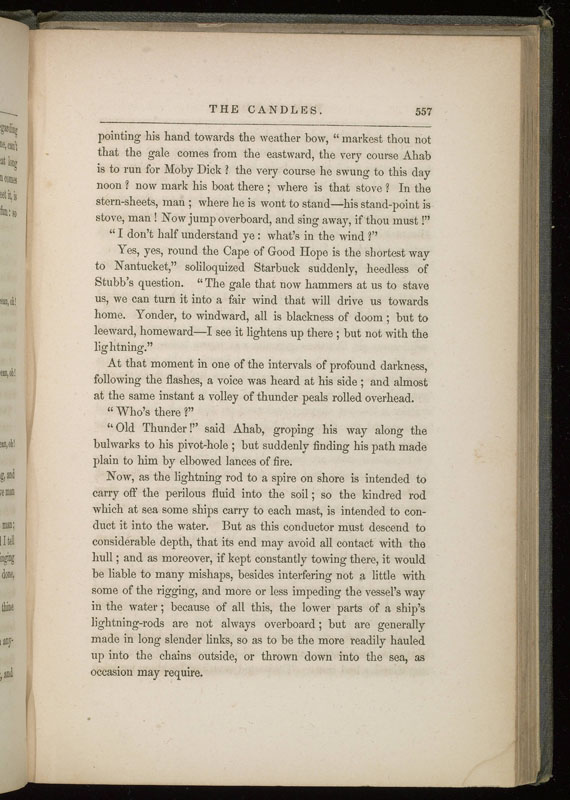 THE CANDLES. 557
pointing his hand towards the weather bow, “ markest thou not
that the gale comes from the eastward, the very course Ahab
is to run for Moby Dick ? the very course he swung to this day
noon ? now mark his boat there ; where is that stove ? In the
stern-sheets, man ; where he is wont to stand—his stand-point is
stove, man ! Now jump overboard, and sing away, if thou must !”
“ I don't half understand ye : what's in the wind ?”
Yes, yes, round the Cape of Good Hope is the shortest way
to Nantucket,” soliloquized Starbuck suddenly, heedless of
Stubb's question. “ The gale that now hammers at us to stave
us, we can turn it into a fair wind that will drive us towards
home. Yonder, to windward, all is blackness of doom ; but to
leeward, homeward—I see it lightens up there ; but not with the
lightning.”
At that moment in one of the intervals of profound darkness,
following the flashes, a voice was heard at his side ; and almost
at the same instant a volley of thunder peals rolled overhead.
“ Who's there ?”
“ Old Thunder !” said Ahab, groping his way along the
bulwarks to his pivot-hole ; but suddenly finding his path made
plain to him by elbowed lances of fire.
Now, as the lightning rod to a spire on shore is intended to
carry off the perilous fluid into the soil ; so the kindred rod
which at sea some ships carry to each mast, is intended to con-
duct it into the water. But as this conductor must descend to
considerable depth, that its end may avoid all contact with the
hull ; and as moreover, if kept constantly towing there, it would
be liable to many mishaps, besides interfering not a little with
some of the rigging, and more or less impeding the vessel's way
in the water ; because of all this, the lower parts of a ship's
lightning-rods are not always overboard ; but are generally
made in long slender links, so as to be the more readily hauled
up into the chains outside, or thrown down into the sea, as
occasion may require.